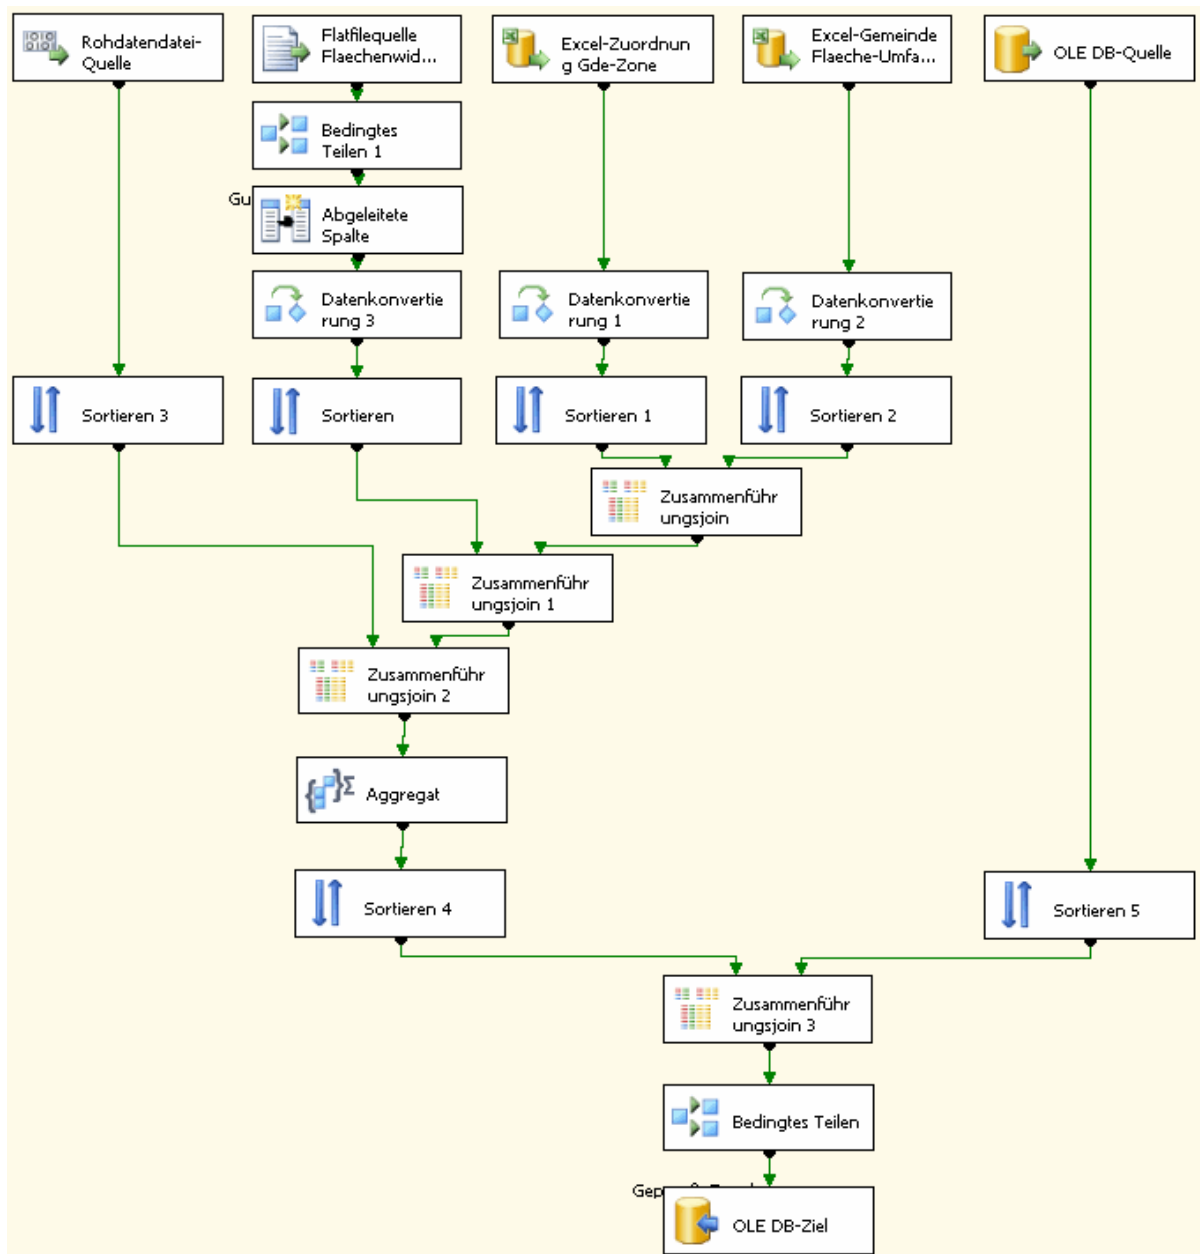 Rohdatendatei-
Quelle
Flatfilequelle
Flaechenwid...
Excel-Zuordnun
g Gde-Zone
Excel-Gemeinde
Flaeche-Umfa...
OLE DB-Quelle
Bedingtes
Teilen 1
Gu
Abgeleitete
Spalte
Datenkonvertie
rung 3
Datenkonvertie
rung 1
Datenkonvertie
rung 2
Sortieren 3
Sortieren
Sortieren 1
Sortieren 2
Zusammenführ
ungsjoin
Zusammenführ
ungsjoin 1
Zusammenführ
ungsjoin 2
Aggregat
Sortieren 4
Sortieren 5
Zusammenführ
ungsjoin 3
Bedingtes Teilen
Gep
OLE DB-Ziel